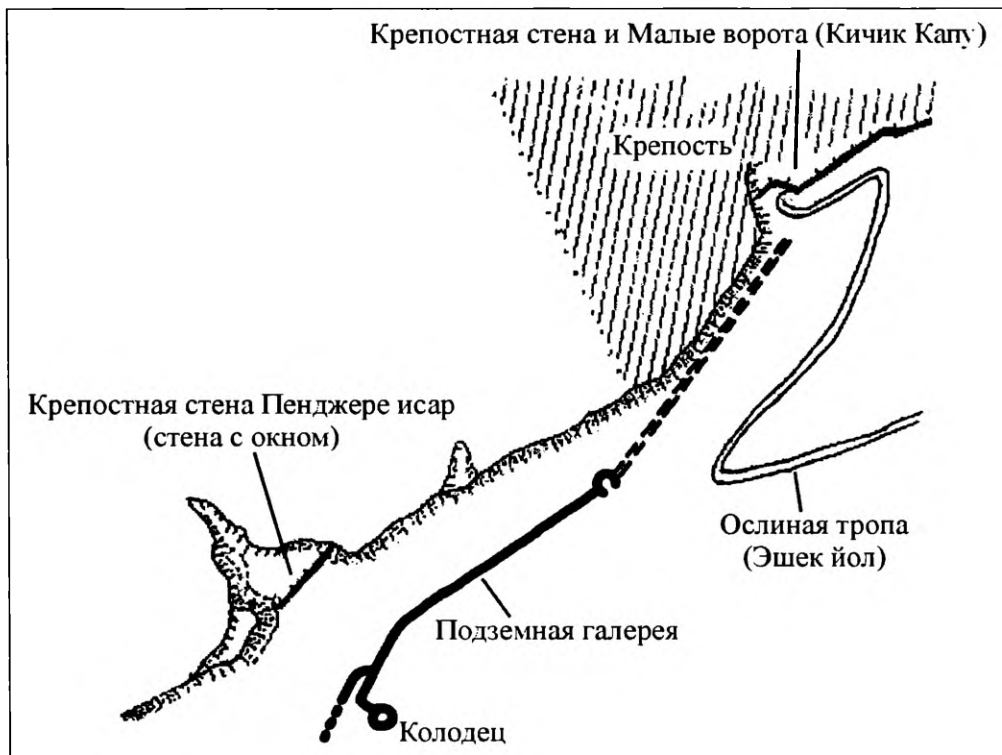 Крепостная стена и Малые ворота (Кичик Капу)
Крепость
Крепостная стена Пенджере исар
(стена с окном)
Ослиная тропа
(Эшек йол)
Подземная галерея
Колодец